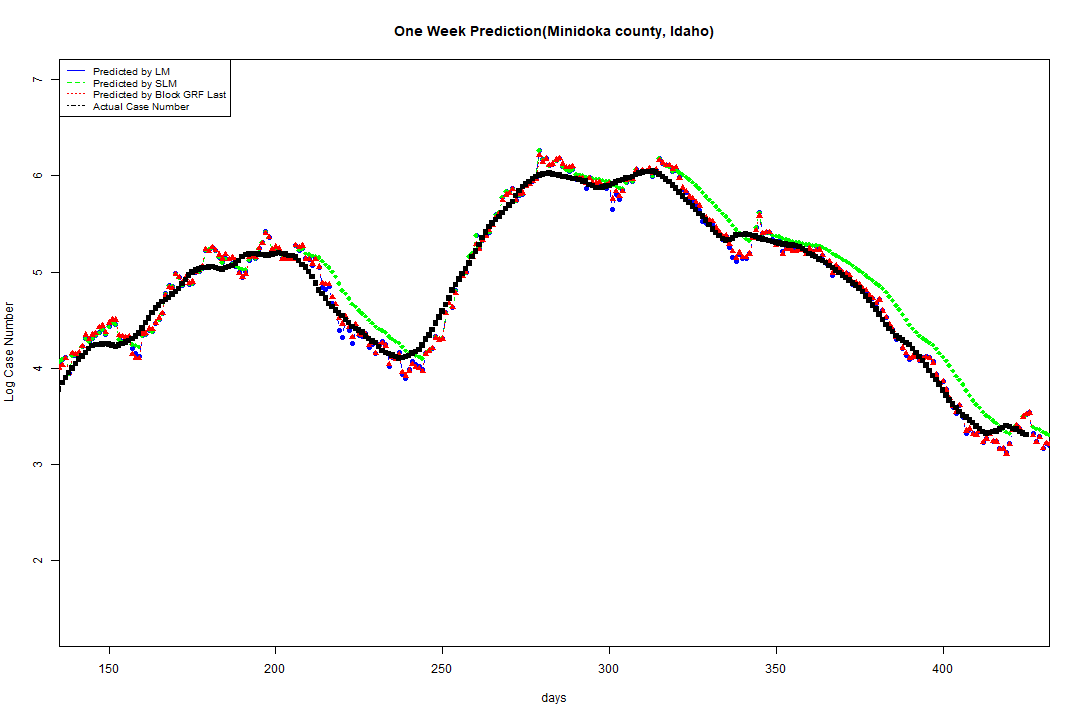 One Week Prediction(Minidoka county, Idaho)
Predicted by LM
Predicted by SLM
Predicted by Block GRF Last
Actual Case Number
7
6
5
4
3
2
Log Case Number
150 200 250 300 350 400
days